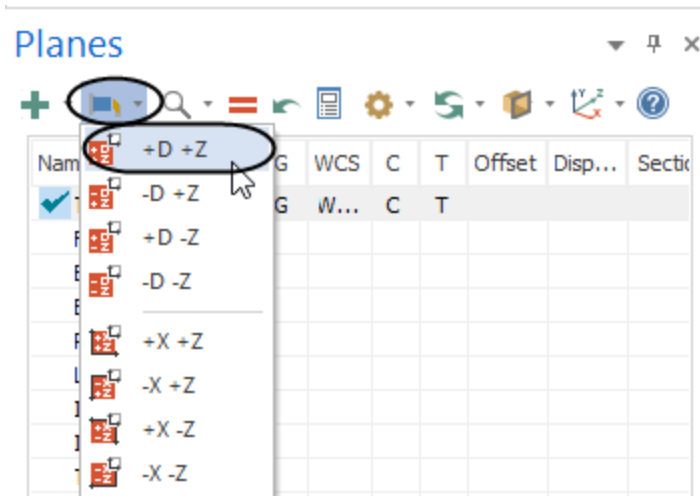 Planes
+D +Z
Nam G WCS C T Offset Disp... Sectio
-D +Z
G W... C T
+D -Z
-D -Z
+X +Z
-X +Z
+X -Z
-X -Z